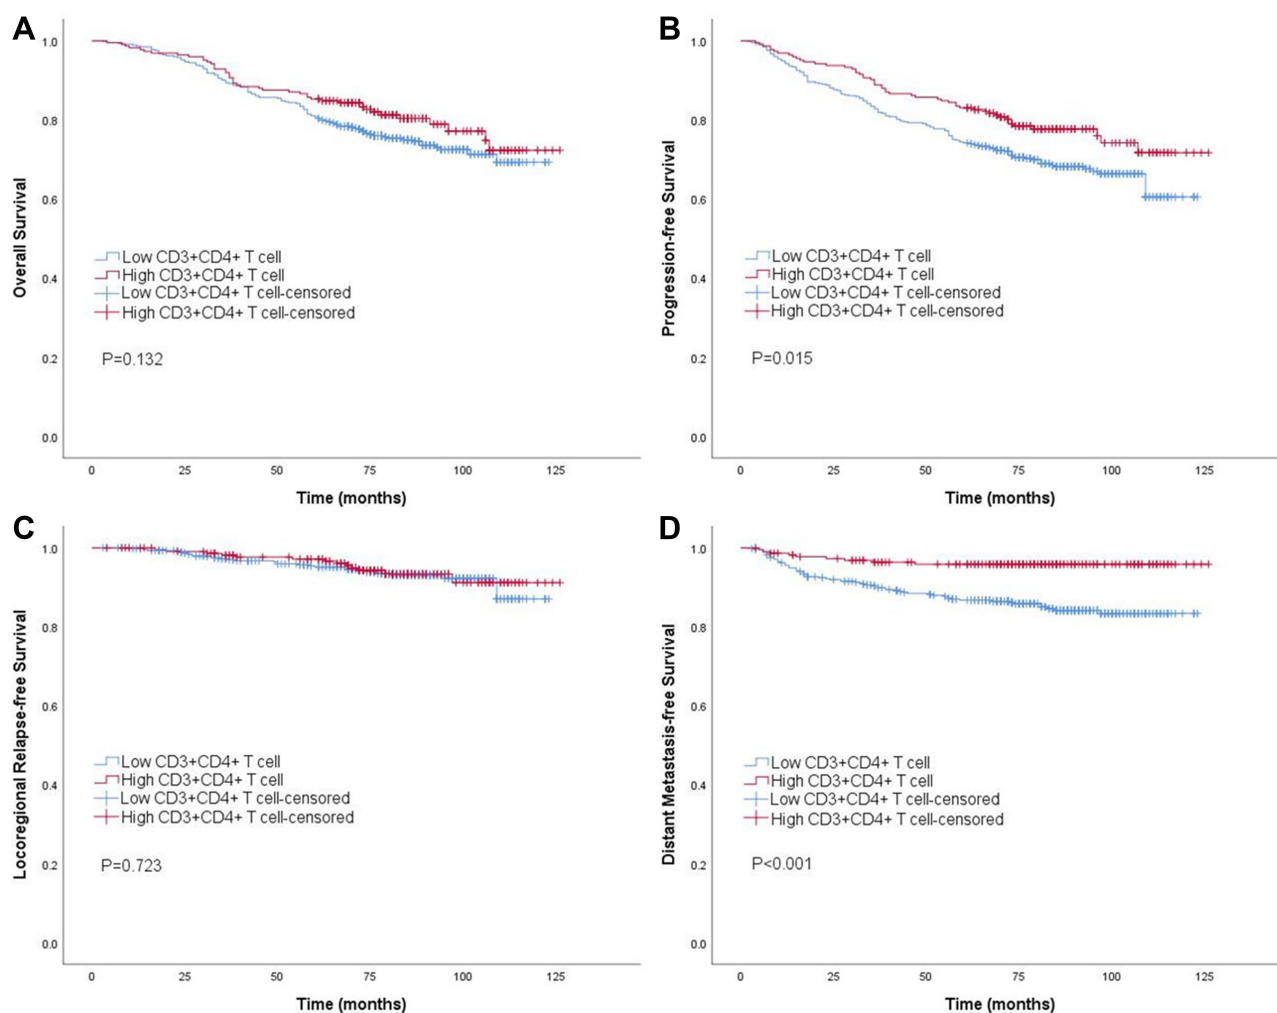 A
Overall Survival
1.0
0.8
0.6
0.4
0.2
0.0
Low CD3+CD4+ T cell
High CD3+CD4+ T cell
Low CD3+CD4+ T cell-censored
High CD3+CD4+ T cell-censored
P=0.132
0 25 50 75 100 125
Time (months)
B
Progression-free Survival
1.0
0.8
0.6
0.4
0.2
0.0
Low CD3+CD4+ T cell
High CD3+CD4+ T cell
Low CD3+CD4+ T cell-censored
High CD3+CD4+ T cell-censored
P=0.015
0 25 50 75 100 125
Time (months)
C
Locoregional Relapse-free Survival
1.0
0.8
0.6
0.4
0.2
0.0
Low CD3+CD4+ T cell
High CD3+CD4+ T cell
Low CD3+CD4+ T cell-censored
High CD3+CD4+ T cell-censored
P=0.723
0 25 50 75 100 125
Time (months)
D
Distant Metastasis-free Survival
1.0
0.8
0.6
0.4
0.2
0.0
Low CD3+CD4+ T cell
High CD3+CD4+ T cell
Low CD3+CD4+ T cell-censored
High CD3+CD4+ T cell-censored
P<0.001
0 25 50 75 100 125
Time (months)